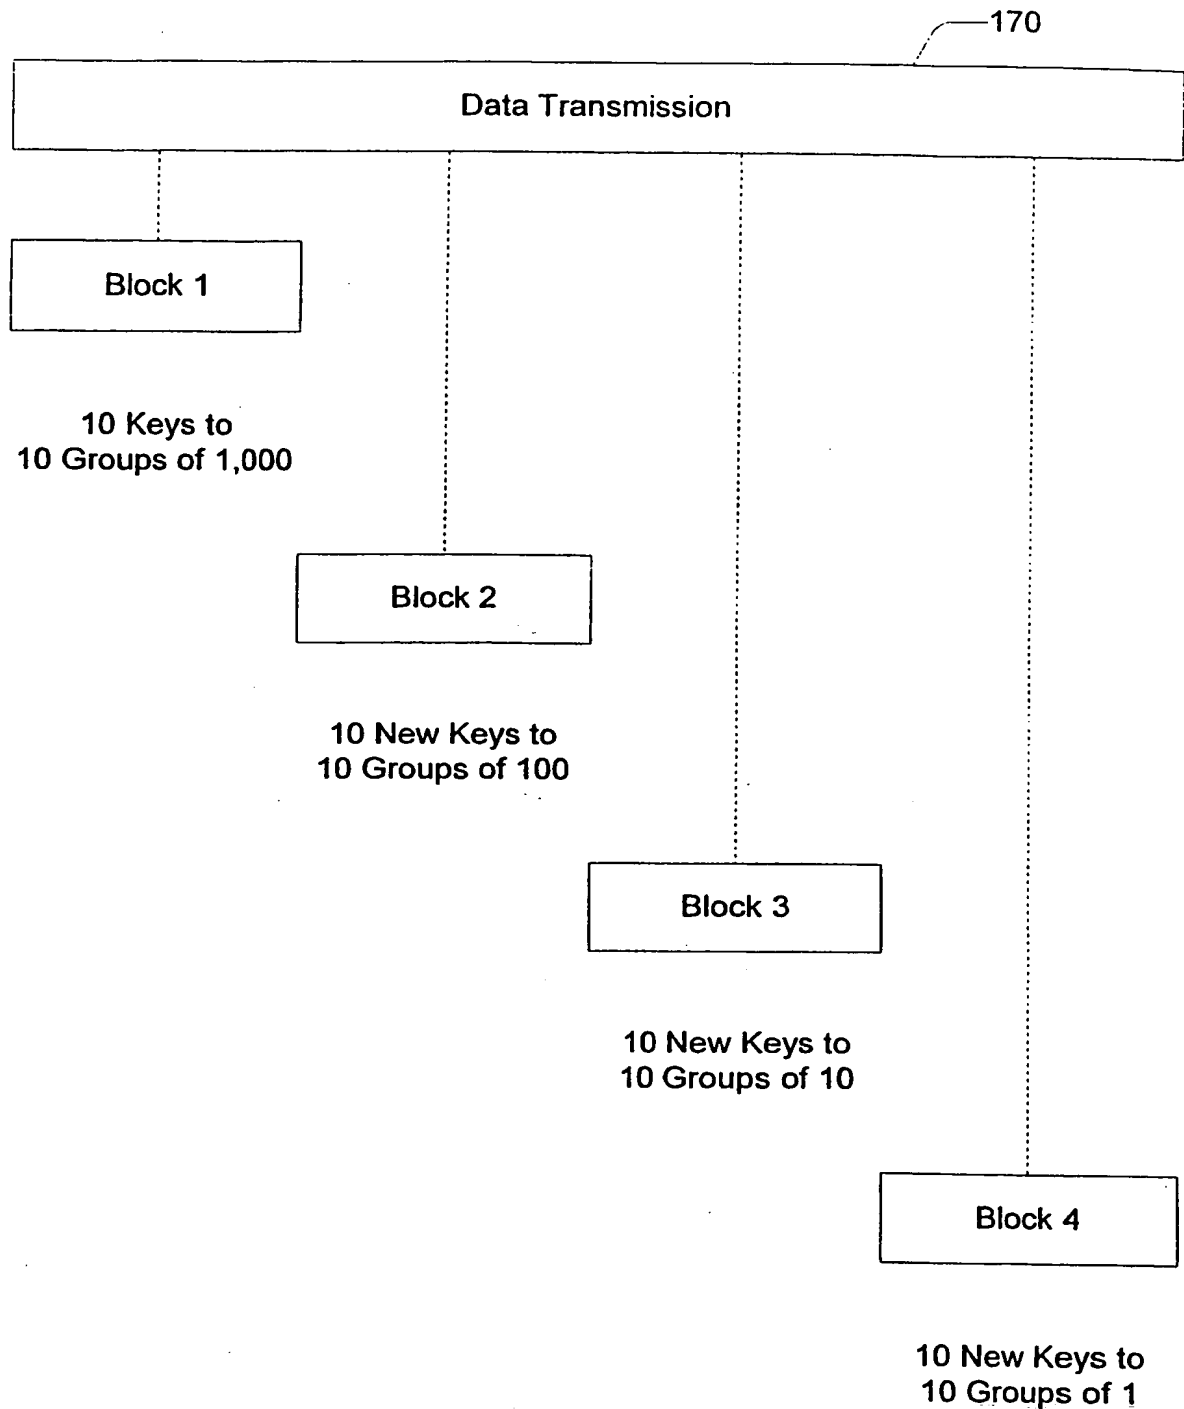 170
Data Transmission
Block 1
10 Keys to
10 Groups of 1,000
Block 2
10 New Keys to
10 Groups of 100
Block 3
10 New Keys to
10 Groups of 10
Block 4
10 New Keys to
10 Groups of 1